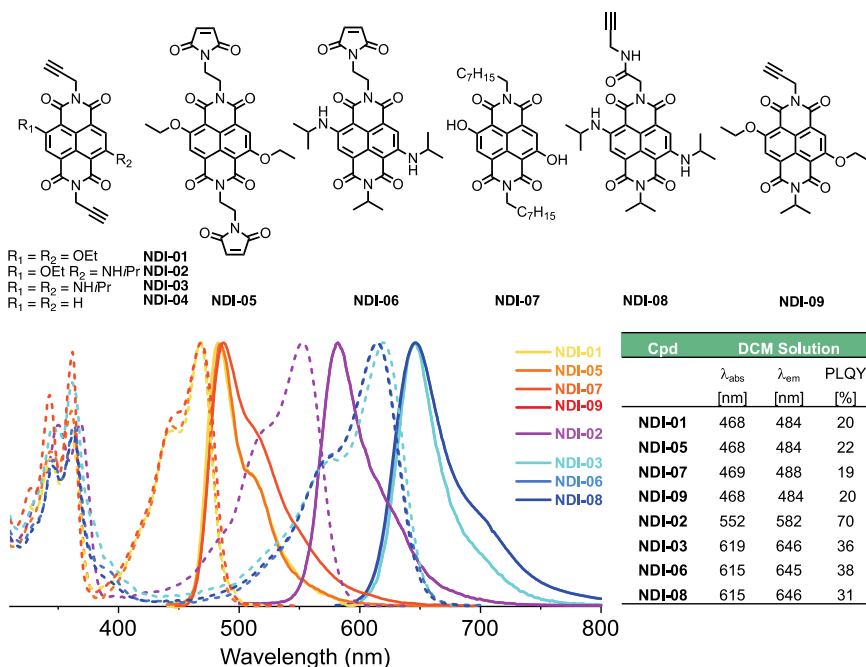 O O
N
O O
R₁
R₂
O N O
O O
N
O O
O
O
O N O
N
O O
O O
N
O N O
H
N
N
H
O N O
C₇H₁₅
O N O
HO
OH
O N O
C₇H₁₅
NH
O
O N O
H
N
N
H
O N O
O N O
O
O
O N O
R₁ = R₂ = OEt NDI-01
R₁ = OEt R₂ = NHiPr NDI-02
R₁ = R₂ = NHiPr NDI-03
R₁ = R₂ = H NDI-04
NDI-05 NDI-06 NDI-07 NDI-08 NDI-09
NDI-01
NDI-05
NDI-07
NDI-09
NDI-02
NDI-03
NDI-06
NDI-08
400 500 600 700 800
Wavelength (nm)
Cpd DCM Solution
λabs λem PLQY
[nm] [nm] [%]
NDI-01 468 484 20
NDI-05 468 484 22
NDI-07 469 488 19
NDI-09 468 484 20
NDI-02 552 582 70
NDI-03 619 646 36
NDI-06 615 645 38
NDI-08 615 646 31